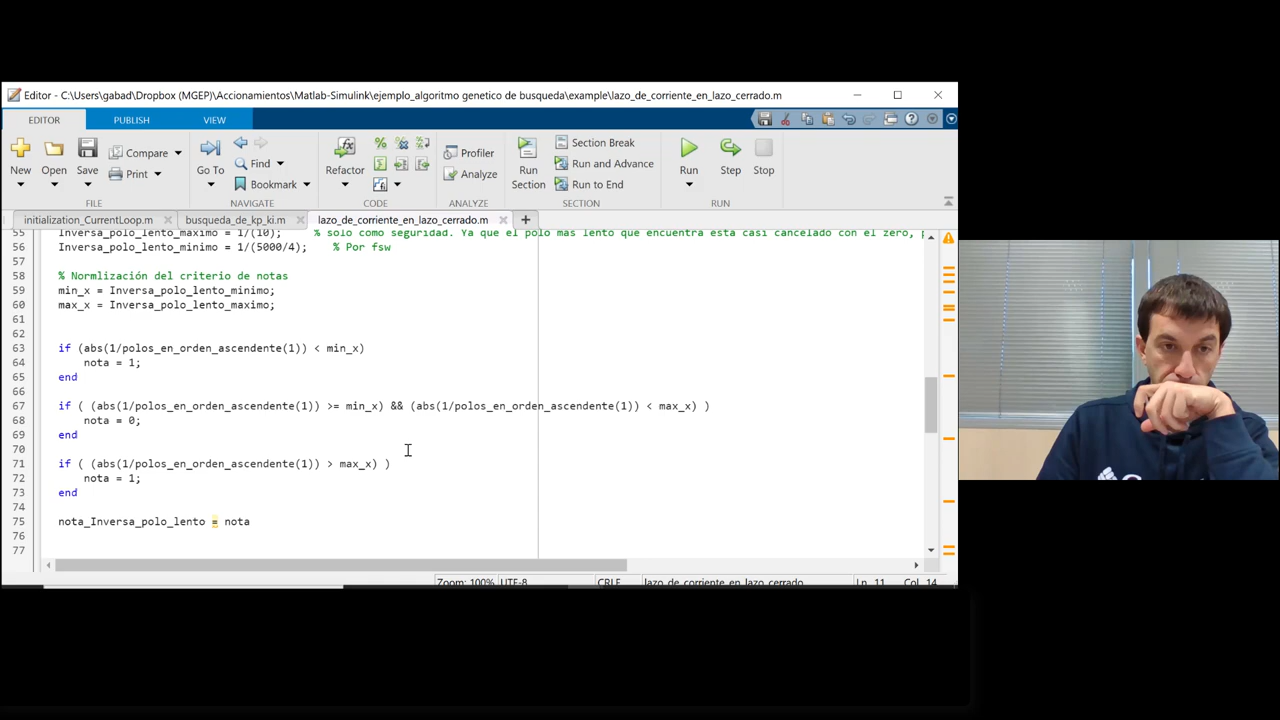 Editor - C:\Users\gabad\Dropbox (MGEP)\Accionamientos\Matlab-Simulink\ejemplo_algoritmo genetico de busqueda\example\lazo_de_corriente_en_lazo_cerrado.m
EDITOR PUBLISH VIEW
New Open Save Compare Print
Go To Find Bookmark
Refactor
Profiler Analyze
Run Section Section Break Run and Advance Run to End
Run Step Stop
FILE NAVIGATE CODE ANALYZE SECTION RUN
initialization_CurrentLoop.m busqueda_de_kp_ki.m lazo_de_corriente_en_lazo_cerrado.m
55 Inversa_polo_lento_maximo = 1/(10); % solo como seguridad. Ya que el polo mas lento que encuentra esta casi cancelado con el zero,
56 Inversa_polo_lento_minimo = 1/(5000/4); % Por fsw
57
58 % Normlización del criterio de notas
59 min_x = Inversa_polo_lento_minimo;
60 max_x = Inversa_polo_lento_maximo;
61
62
63 if (abs(1/polos_en_orden_ascendente(1)) < min_x)
64 nota = 1;
65 end
66
67 if ( (abs(1/polos_en_orden_ascendente(1)) >= min_x) && (abs(1/polos_en_orden_ascendente(1)) < max_x) )
68 nota = 0;
69 end
70
71 if ( (abs(1/polos_en_orden_ascendente(1)) > max_x) )
72 nota = 1;
73 end
74
75 nota_Inversa_polo_lento = nota
76
77
Zoom: 100% UTF-8 CRLF lazo_de_corriente_en_lazo_cerrado Ln 11 Col 14